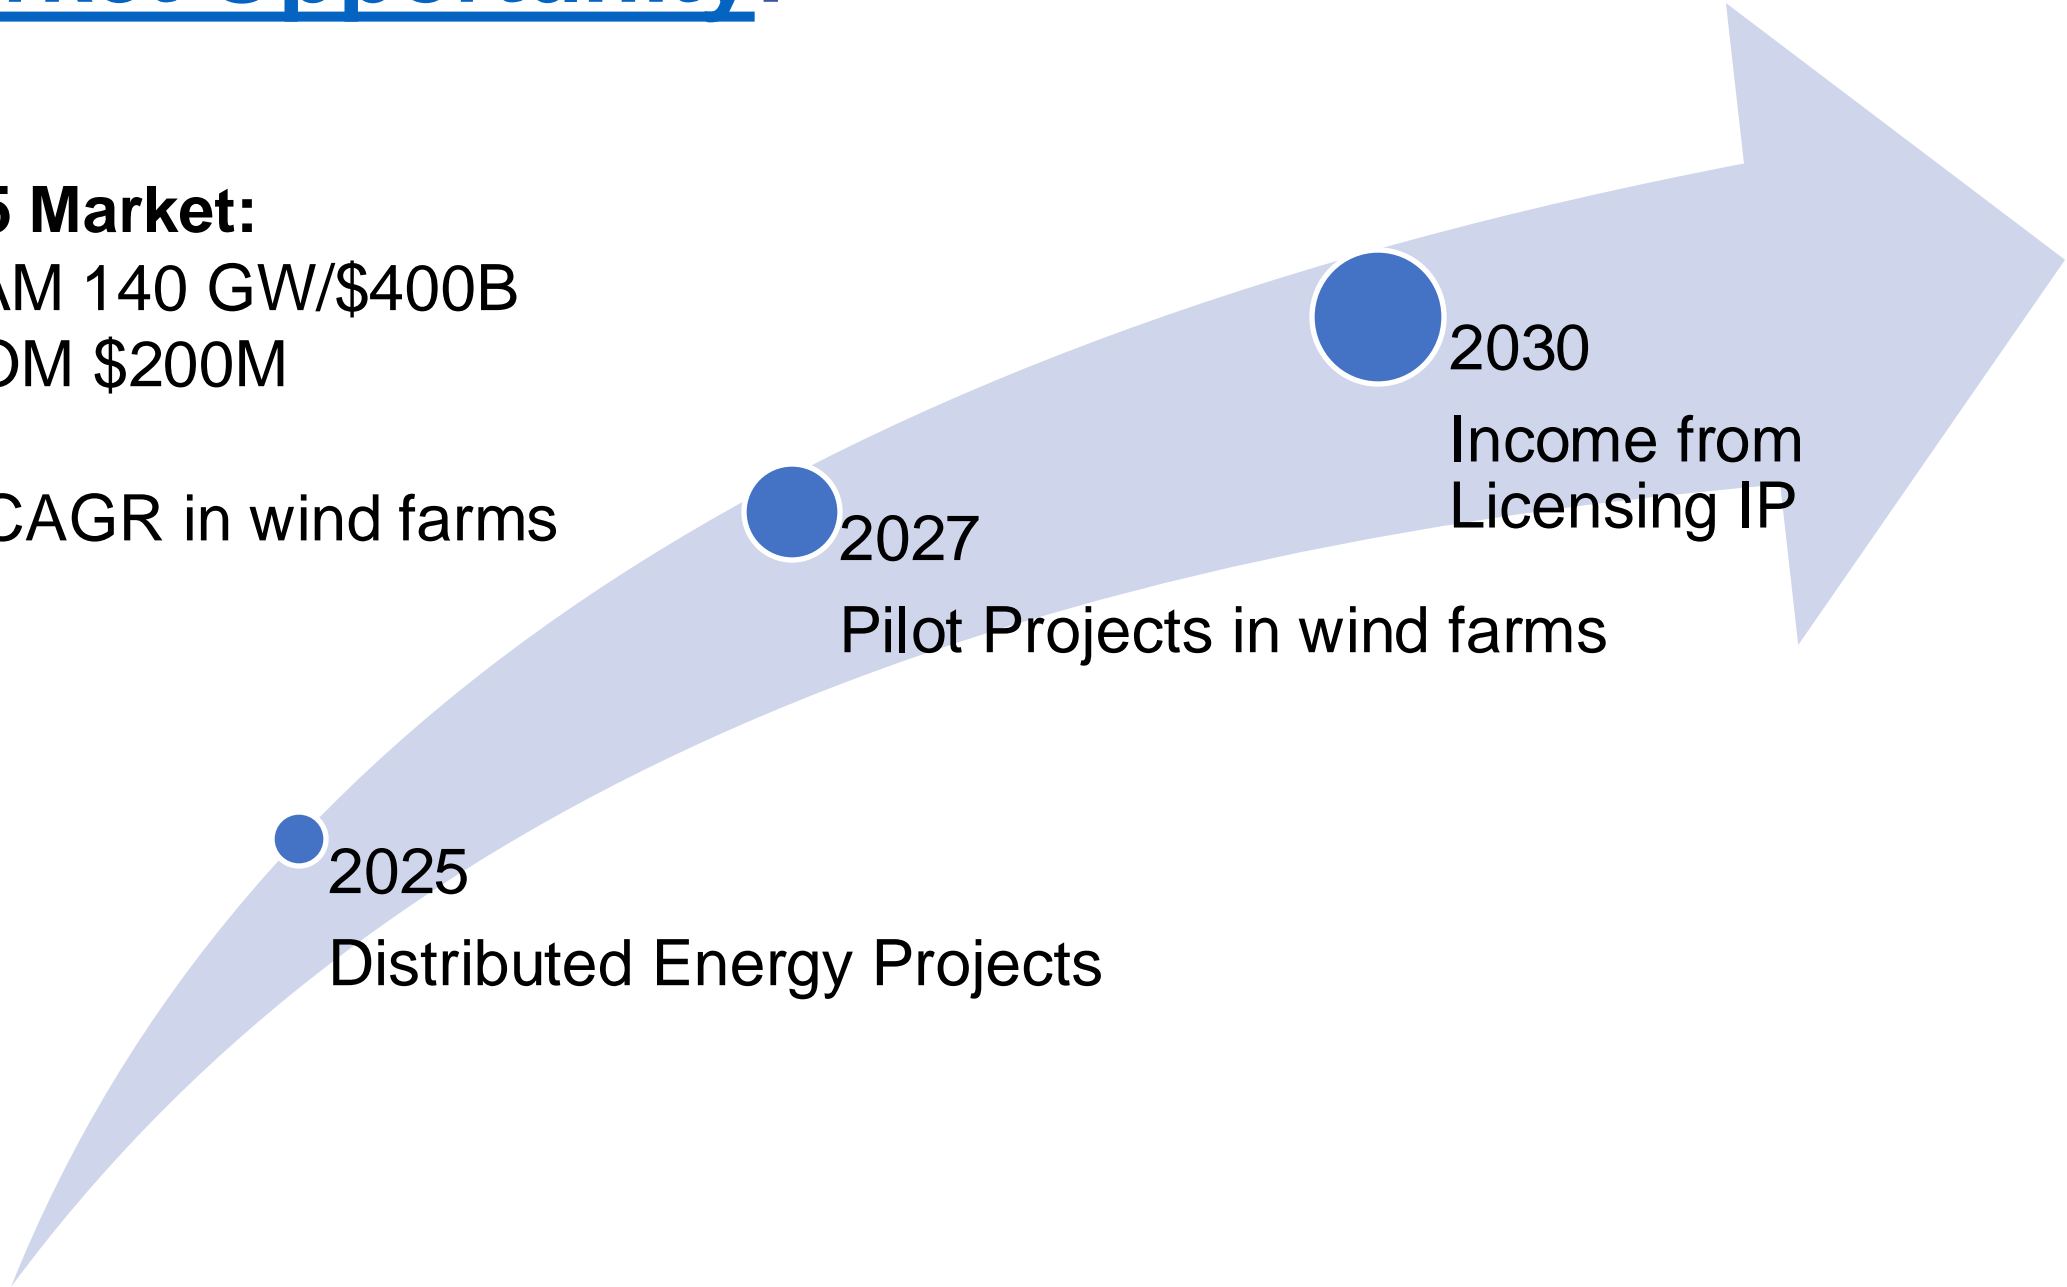 Opportunity
5 Market:
AM 140 GW/$400B
OM $200M
CAGR in wind farms
2030
Income from
Licensing IP
2027
Pilot Projects in wind farms
2025
Distributed Energy Projects